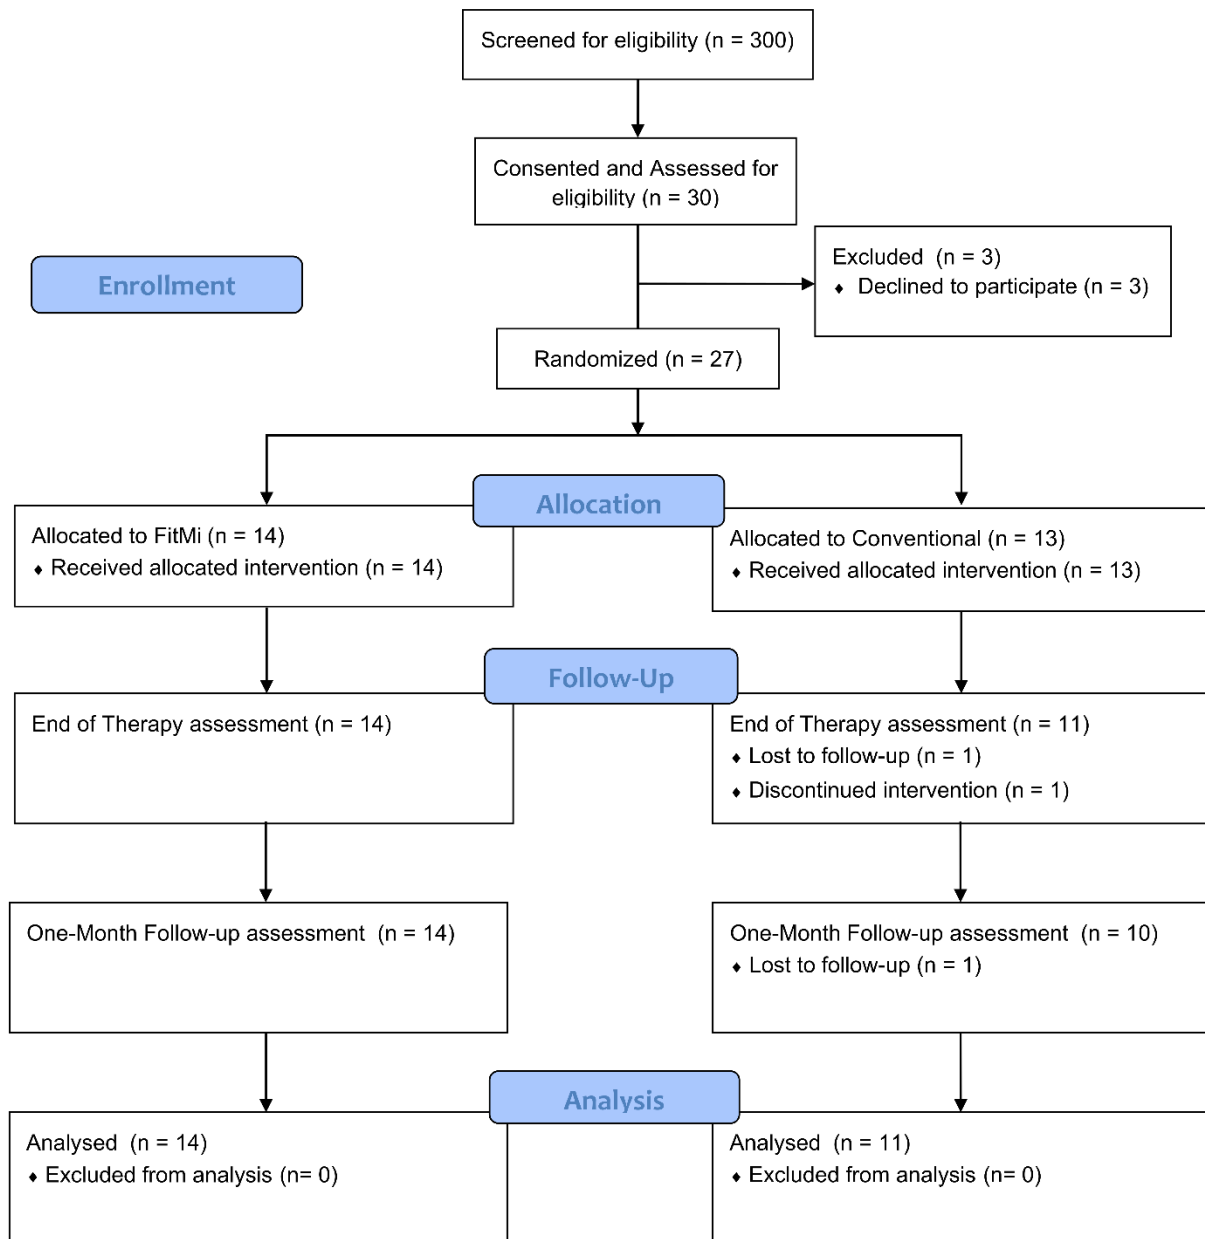 Screened for eligibility (n = 300)
Consented and Assessed for
eligibility (n = 30)
Enrollment
Excluded  (n = 3)
♦ Declined to participate (n = 3)
Randomized (n = 27)
Allocation
Allocated to FitMi (n = 14)
♦ Received allocated intervention (n = 14)
Allocated to Conventional (n = 13)
♦ Received allocated intervention (n = 13)
Follow-Up
End of Therapy assessment (n = 14)
End of Therapy assessment (n = 11)
♦ Lost to follow-up (n = 1)
♦ Discontinued intervention (n = 1)
One-Month Follow-up assessment  (n = 14)
One-Month Follow-up assessment  (n = 10)
♦ Lost to follow-up (n = 1)
Analysis
Analysed  (n = 14)
♦ Excluded from analysis (n= 0)
Analysed  (n = 11)
♦ Excluded from analysis (n= 0)